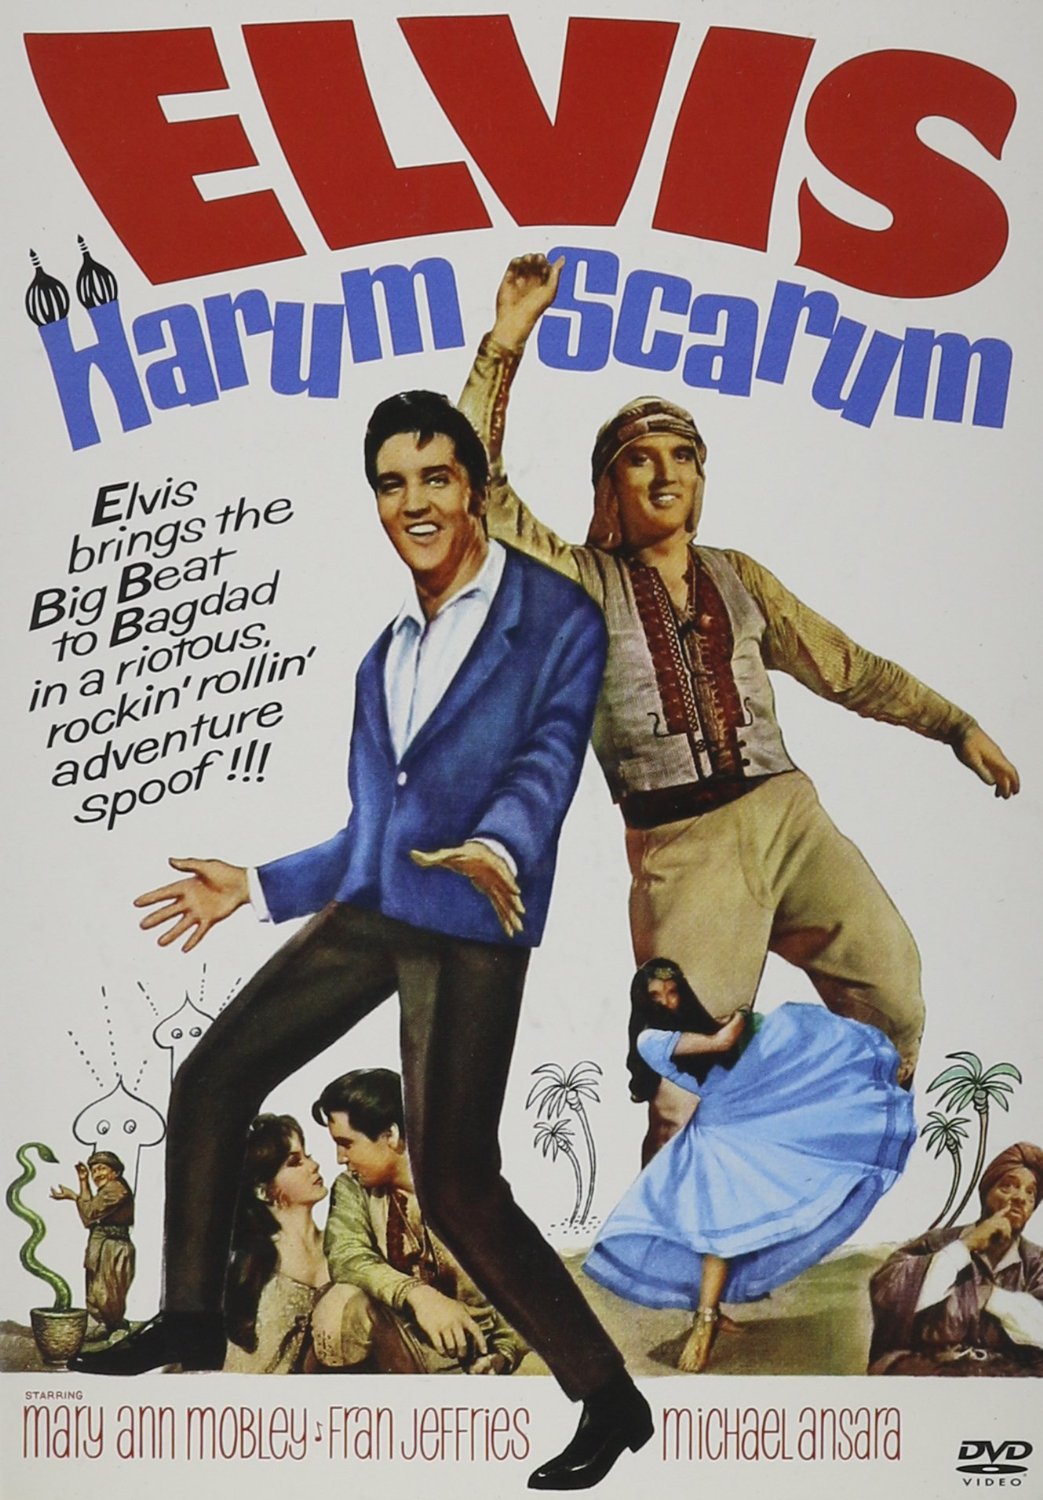 ELVIS
Harum Scarum
Elvis
brings the
Big Beat
to Bagdad
in a riotous,
rockin' rollin'
adventure
spoof!!!
STARRING
mary ann mobley ♪ Fran Jeffries michael ansara
DVD
VIDEO